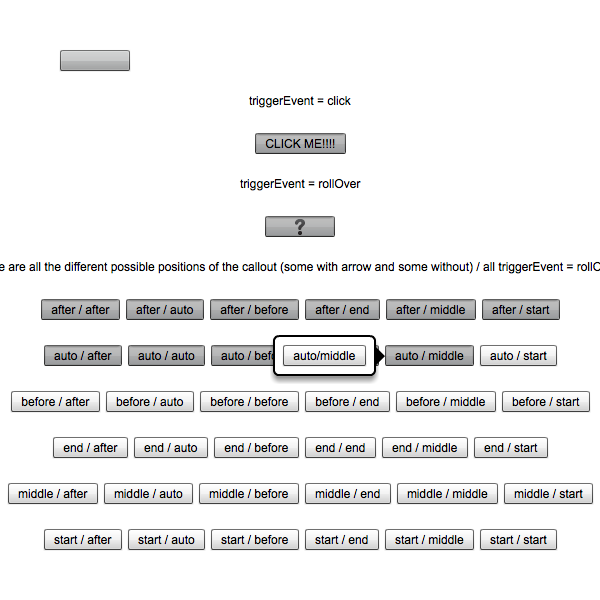 triggerEvent = click
CLICK ME!!!!
triggerEvent = rollOver
?
are all the different possible positions of the callout (some with arrow and some without) / all triggerEvent =
after / after after / auto after / before after / end after / middle after / start
auto / after auto / auto auto / auto/middle auto / middle auto / start
before / after before / auto before / before before / end before / middle before / start
end / after end / auto end / before end / end end / middle end / start
middle / after middle / auto middle / before middle / end middle / middle middle / start
start / after start / auto start / before start / end start / middle start / start